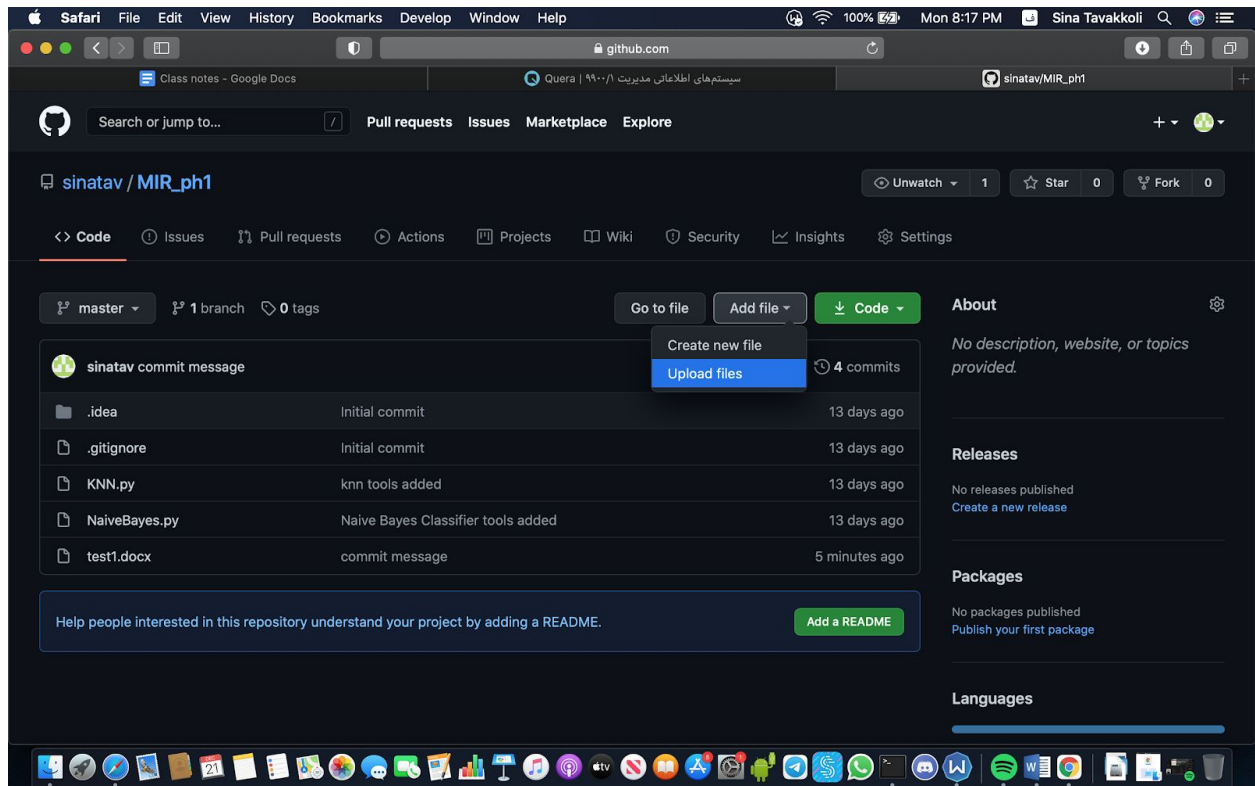 Safari File Edit View History Bookmarks Develop Window Help 100% Mon 8:17 PM ف Sina Tavakkoli
github.com
Class notes - Google Docs
Quera | سیستم‌های اطلاعاتی مدیریت ۹۹۰۰/۱
sinatav/MIR_ph1
Search or jump to... / Pull requests Issues Marketplace Explore
sinatav / MIR_ph1
Unwatch 1 Star 0 Fork 0
Code Issues Pull requests Actions Projects Wiki Security Insights Settings
master 1 branch 0 tags Go to file Add file Code
Create new file
Upload files
sinatav commit message 4 commits
.idea Initial commit 13 days ago
.gitignore Initial commit 13 days ago
KNN.py knn tools added 13 days ago
NaiveBayes.py Naive Bayes Classifier tools added 13 days ago
test1.docx commit message 5 minutes ago
Help people interested in this repository understand your project by adding a README. Add a README
About
No description, website, or topics
provided.
Releases
No releases published
Create a new release
Packages
No packages published
Publish your first package
Languages
21 tv